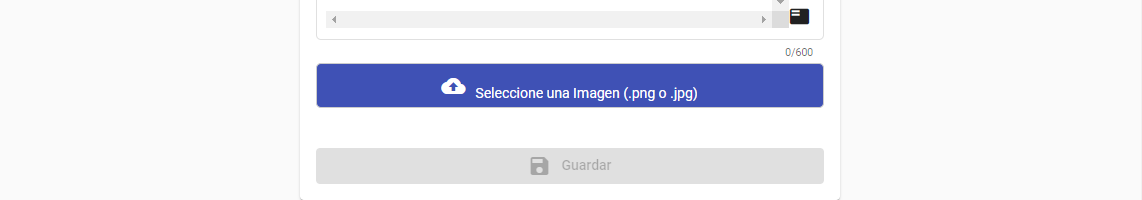 0/600
Seleccione una Imagen (.png o .jpg)
Guardar